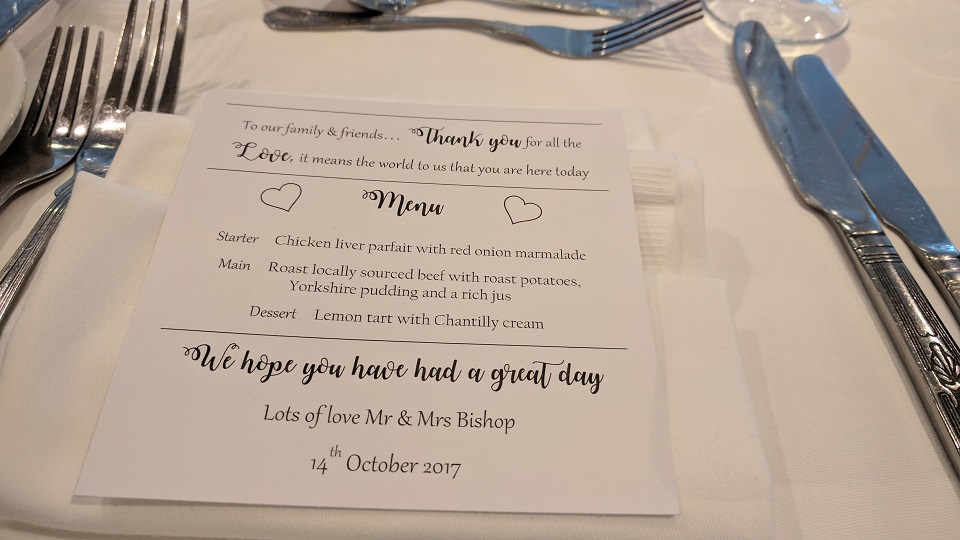 To our family & friends... Thank you for all the
Love, it means the world to us that you are here today
Menu
Starter Chicken liver parfait with red onion marmalade
Main Roast locally sourced beef with roast potatoes,
Yorkshire pudding and a rich jus
Dessert Lemon tart with Chantilly cream
We hope you have had a great day
Lots of love Mr & Mrs Bishop
14th October 2017